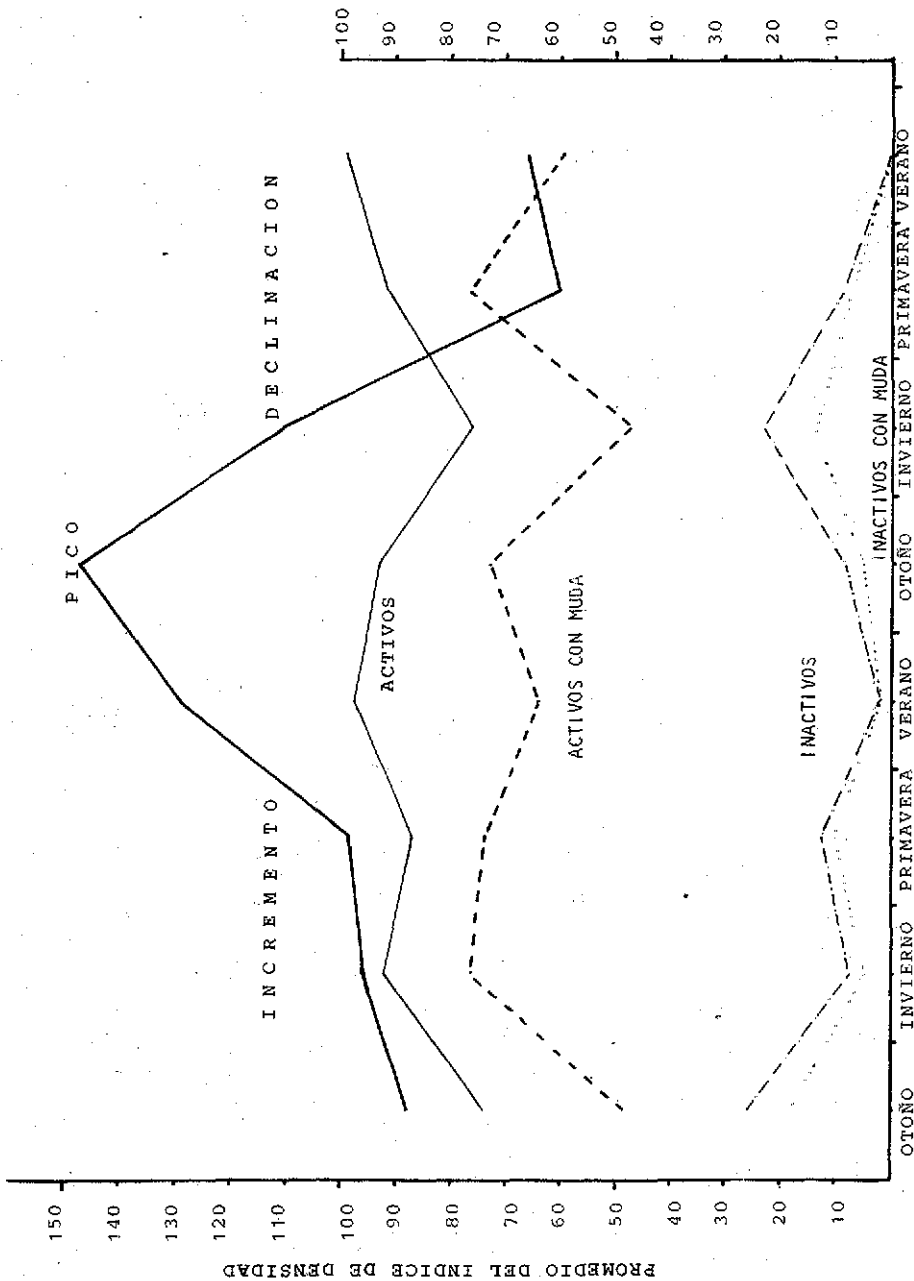 PROMEDIO DEL INDICE DE DENSIDAD
150
140
130
120
110
100
90
80
70
60
50
40
30
20
10
100
90
80
70
60
50
40
30
20
10
PICO
INCREMENTO
DECLINACION
ACTIVOS
ACTIVOS CON MUDA
INACTIVOS
INACTIVOS CON MUDA
OTOÑO INVIERNO PRIMAVERA VERANO OTOÑO INVIERNO PRIMAVERA VERANO